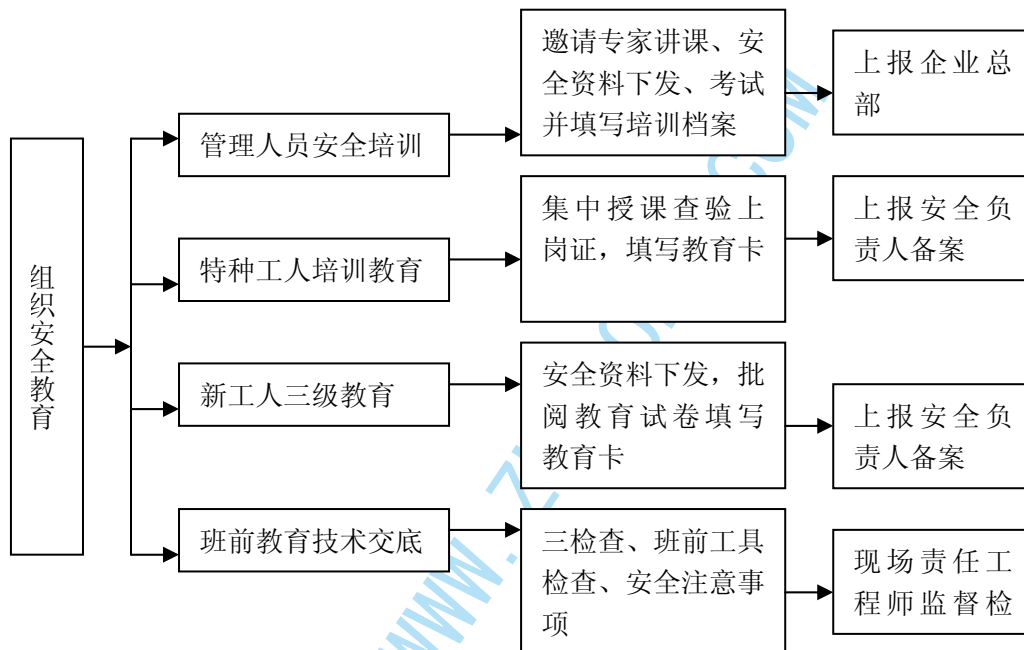 邀请专家讲课、安
全资料下发、考试
并填写培训档案
上报企业总
部
管理人员安全培训
集中授课查验上
岗证，填写教育卡
上报安全负
责人备案
特种工人培训教育
组织安全教育
新工人三级教育
安全资料下发，批
阅教育试卷填写
教育卡
上报安全负
责人备案
班前教育技术交底
三检查、班前工具
检查、安全注意事
项
现场责任工
程师监督检